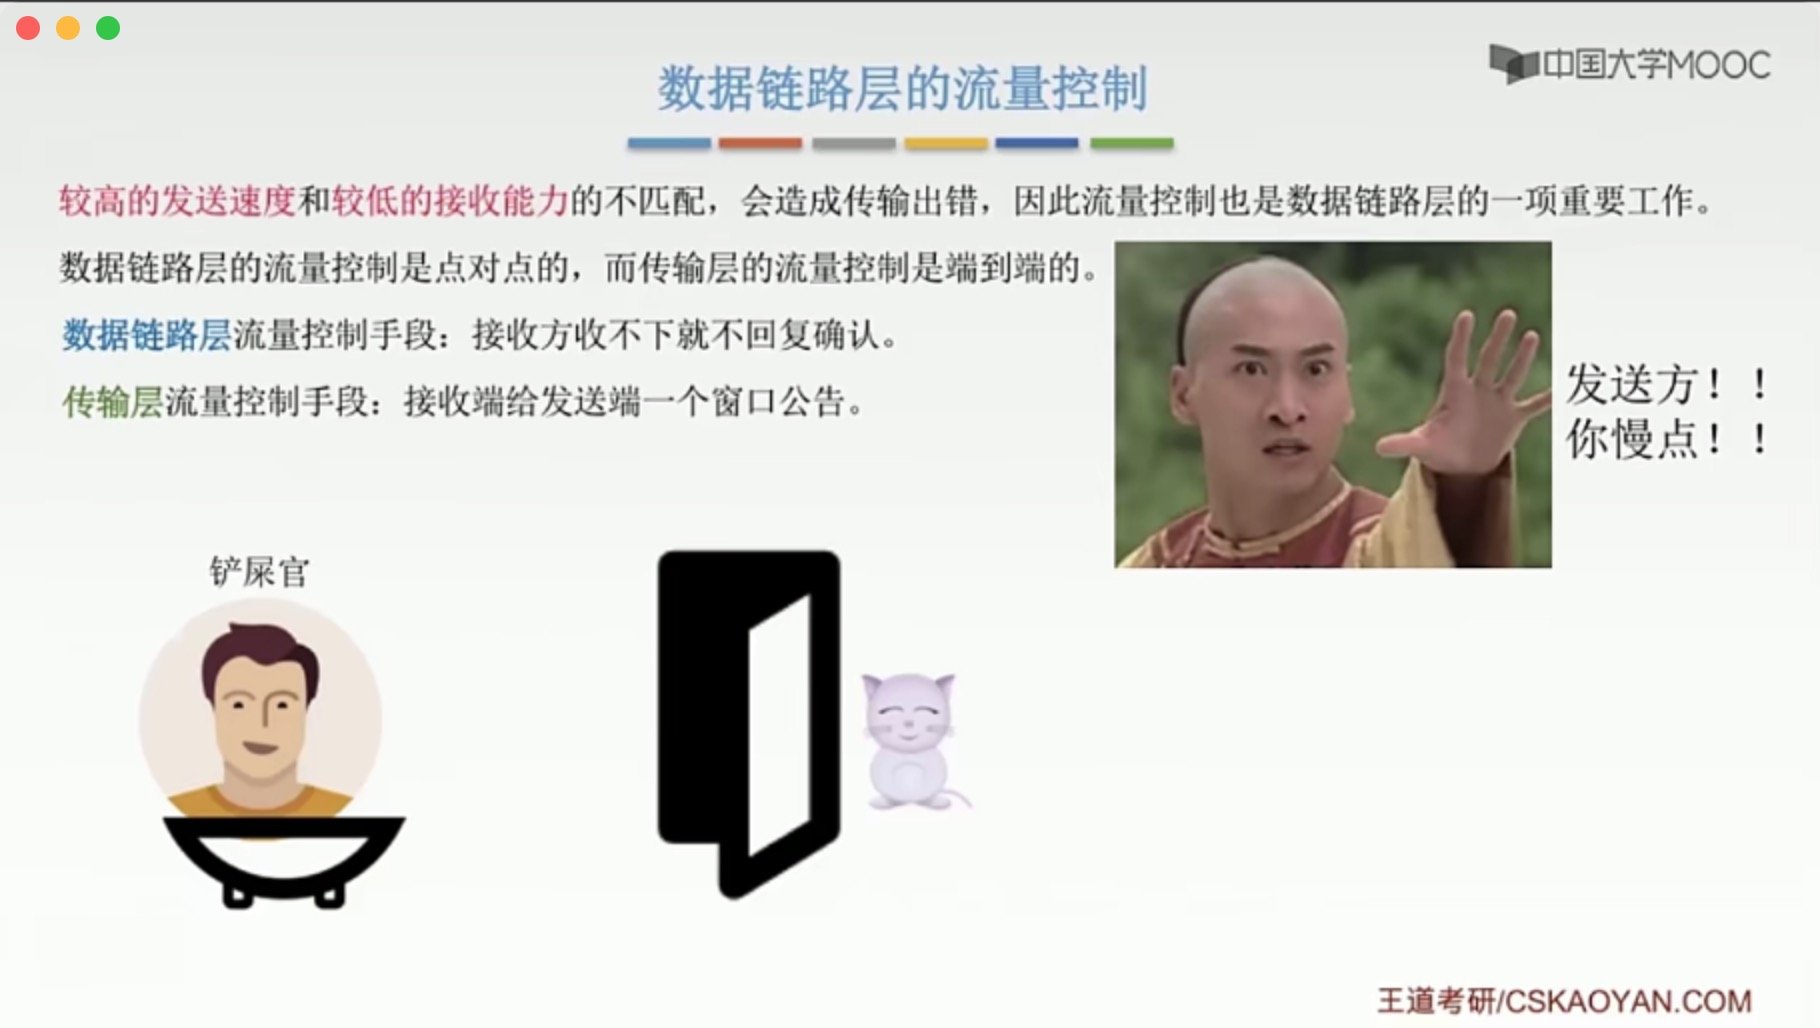 中国大学MOOC
数据链路层的流量控制
较高的发送速度和较低的接收能力的不匹配，会造成传输出错，因此流量控制也是数据链路层的一项重要工作。
数据链路层的流量控制是点对点的，而传输层的流量控制是端到端的。
数据链路层流量控制手段：接收方收不下就不回复确认。
传输层流量控制手段：接收端给发送端一个窗口公告。
发送方！！
你慢点！！
铲屎官
王道考研/CSKAOYAN.COM